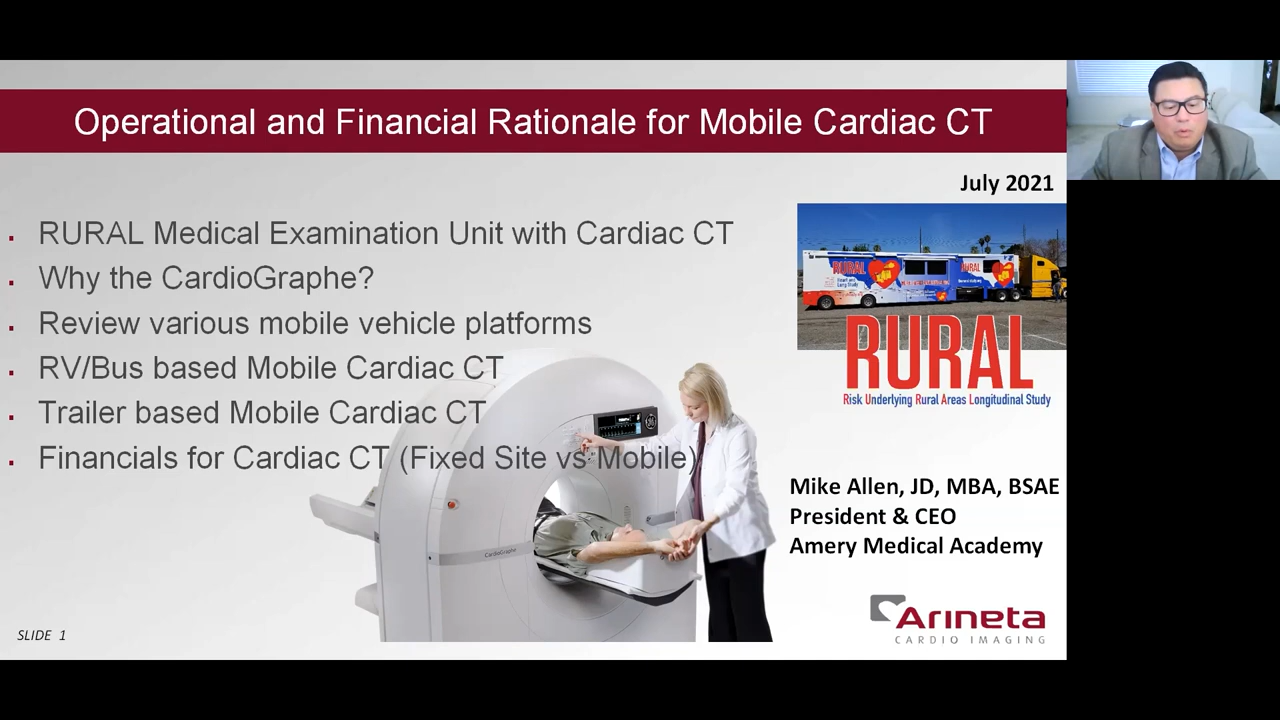 Operational and Financial Rationale for Mobile Cardiac CT
July 2021
▪ RURAL Medical Examination Unit with Cardiac CT
▪ Why the CardioGraphe?
▪ Review various mobile vehicle platforms
▪ RV/Bus based Mobile Cardiac CT
▪ Trailer based Mobile Cardiac CT
▪ Financials for Cardiac CT (Fixed Site vs Mobile)
RURAL
RURAL
RURAL
Risk Underlying Rural Areas Longitudinal Study
CardioGraphe
Mike Allen, JD, MBA, BSAE
President & CEO
Amery Medical Academy
Arineta
CARDIO IMAGING
SLIDE 1